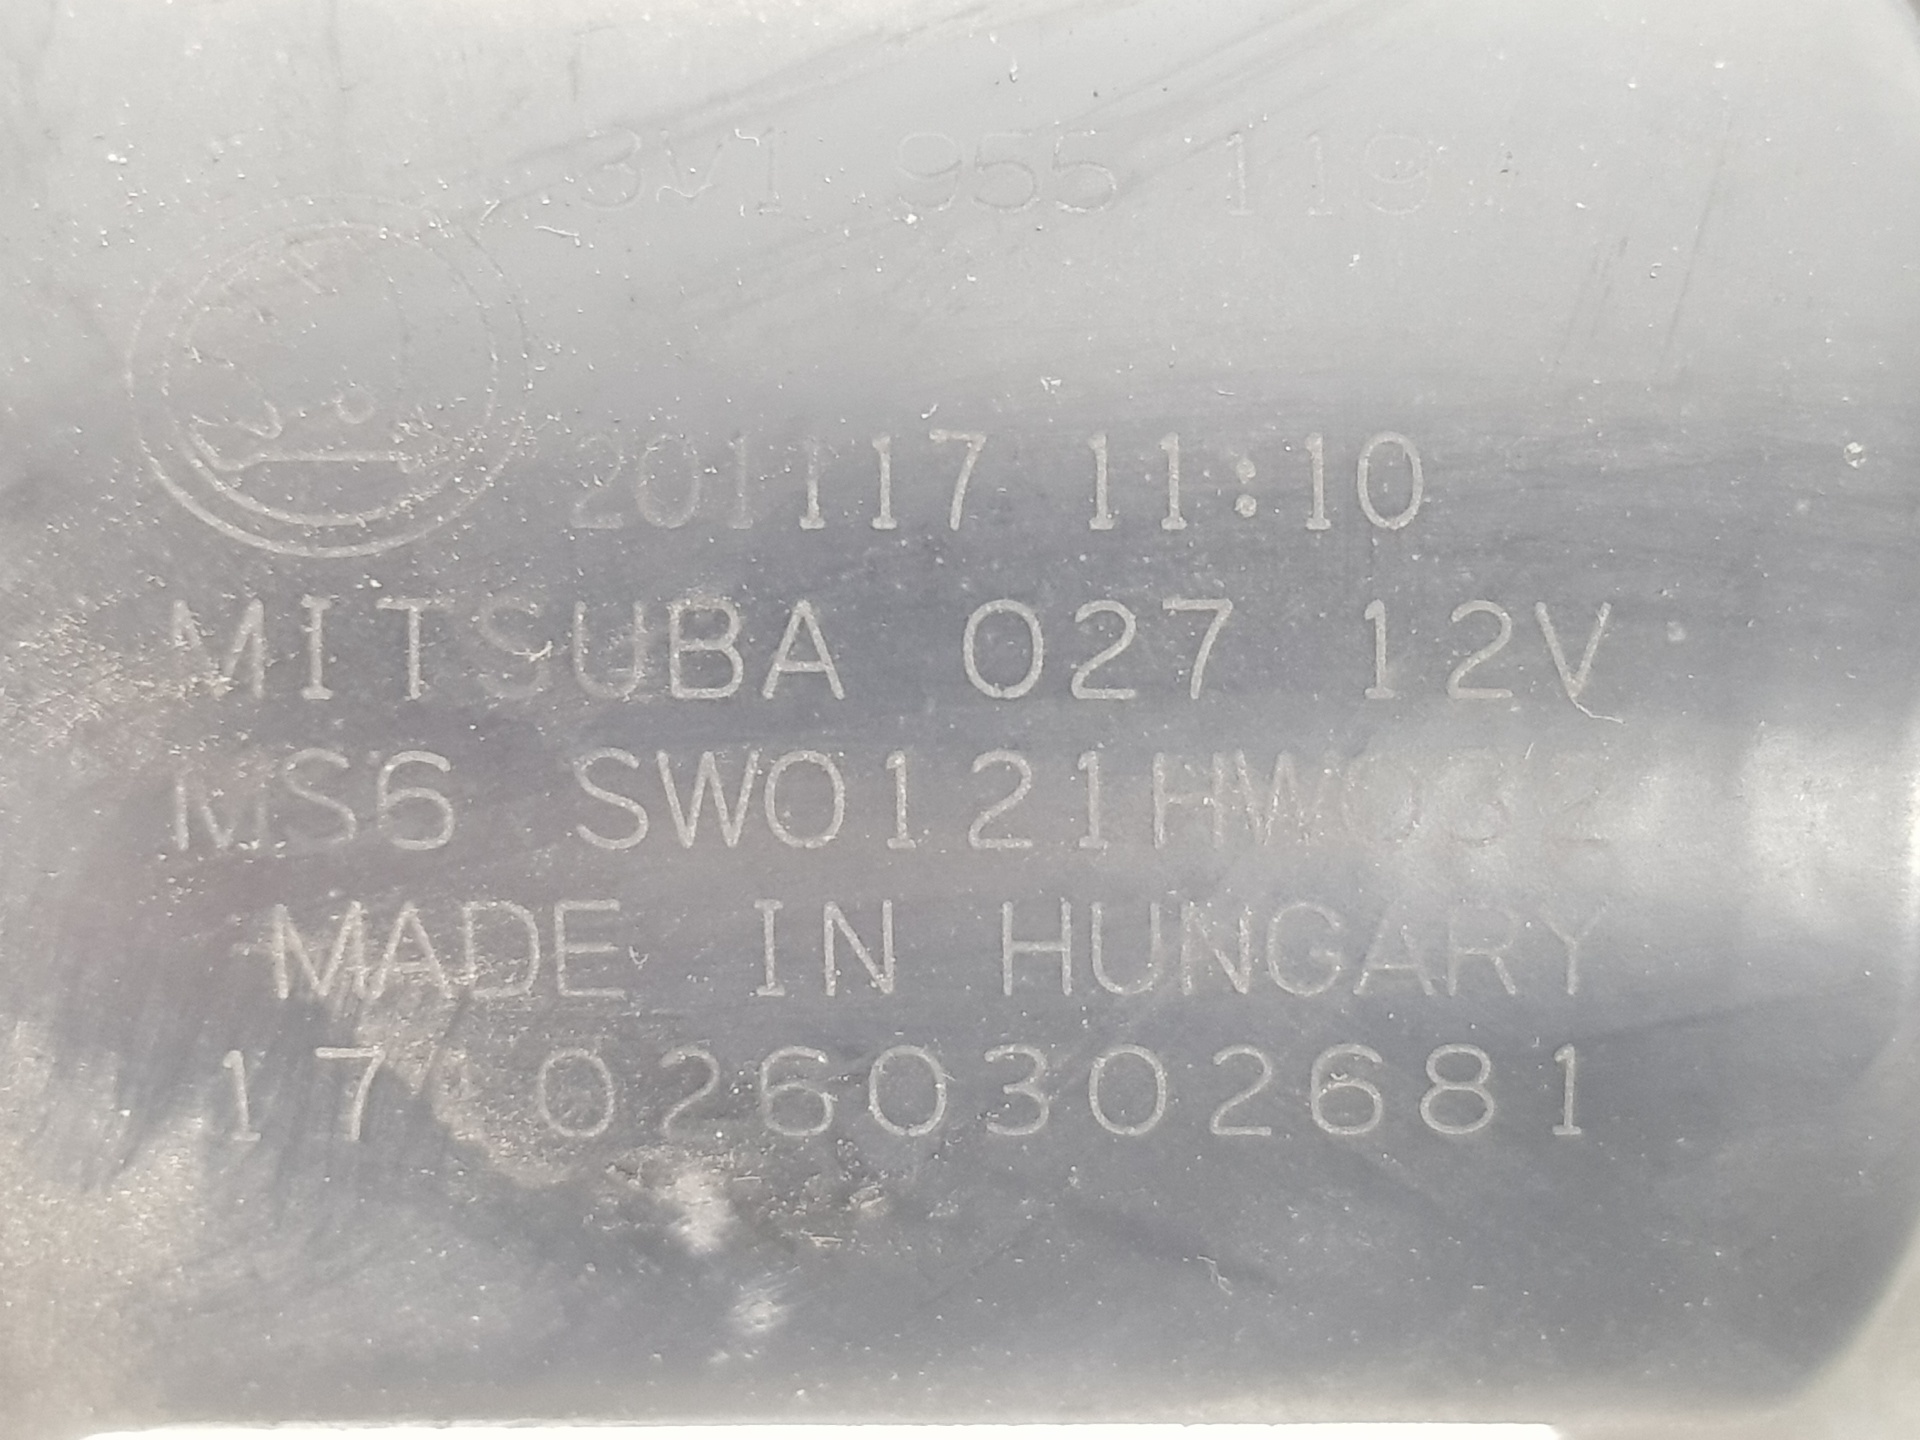 3V1 955 119
201117 11:10
MITSUBA 027 12V
MS6 SW0121HW032
MADE IN HUNGARY
17 0260302681